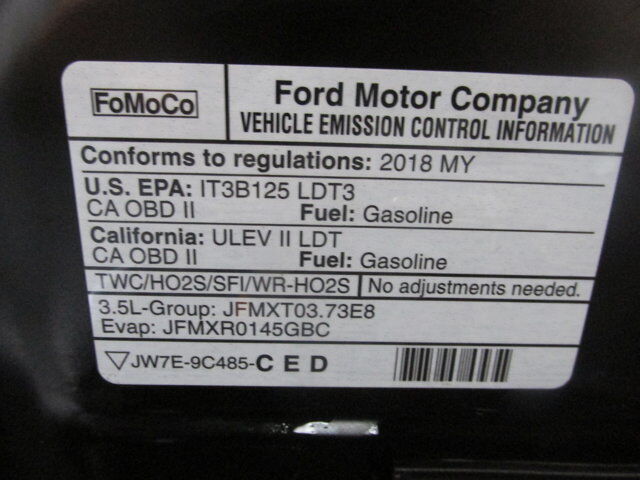 FoMoCo
Ford Motor Company
VEHICLE EMISSION CONTROL INFORMATION
Conforms to regulations: 2018 MY
U.S. EPA: IT3B125 LDT3
CA OBD II Fuel: Gasoline
California: ULEV II LDT
CA OBD II Fuel: Gasoline
TWC/HO2S/SFI/WR-HO2S No adjustments needed.
3.5L-Group: JFMXT03.73E8
Evap: JFMXR0145GBC
JW7E-9C485-C E D